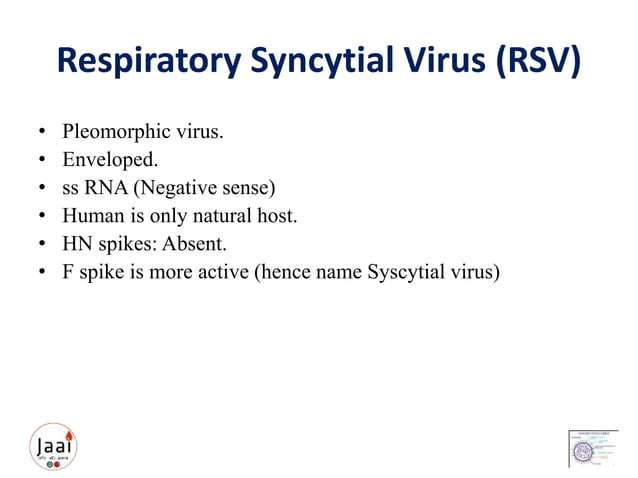 Respiratory Syncytial Virus (RSV)
• Pleomorphic virus.
• Enveloped.
• ss RNA (Negative sense)
• Human is only natural host.
• HN spikes: Absent.
• F spike is more active (hence name Syscytial virus)
Jaai